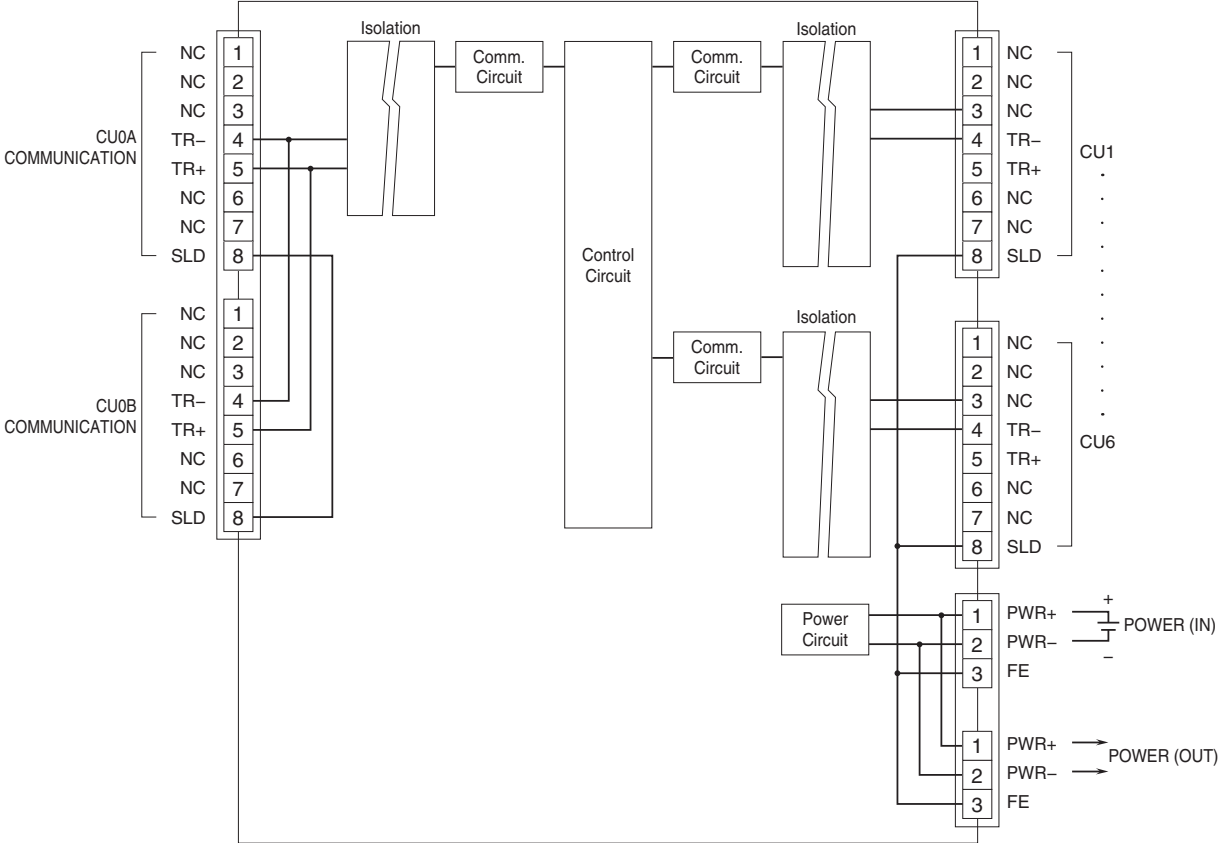 Isolation
Comm.
Circuit
Control
Circuit
Comm.
Circuit
Isolation
Comm.
Circuit
Isolation
CU0A
COMMUNICATION
NC 1
NC 2
NC 3
TR− 4
TR+ 5
NC 6
NC 7
SLD 8
CU0B
COMMUNICATION
NC 1
NC 2
NC 3
TR− 4
TR+ 5
NC 6
NC 7
SLD 8
1 NC
2 NC
3 NC
4 TR−
5 TR+
6 NC
7 NC
8 SLD
CU1
1 NC
2 NC
3 NC
4 TR−
5 TR+
6 NC
7 NC
8 SLD
CU6
Power
Circuit
1 PWR+
2 PWR−
3 FE
+
POWER (IN)
−
1 PWR+
2 PWR−
3 FE
POWER (OUT)